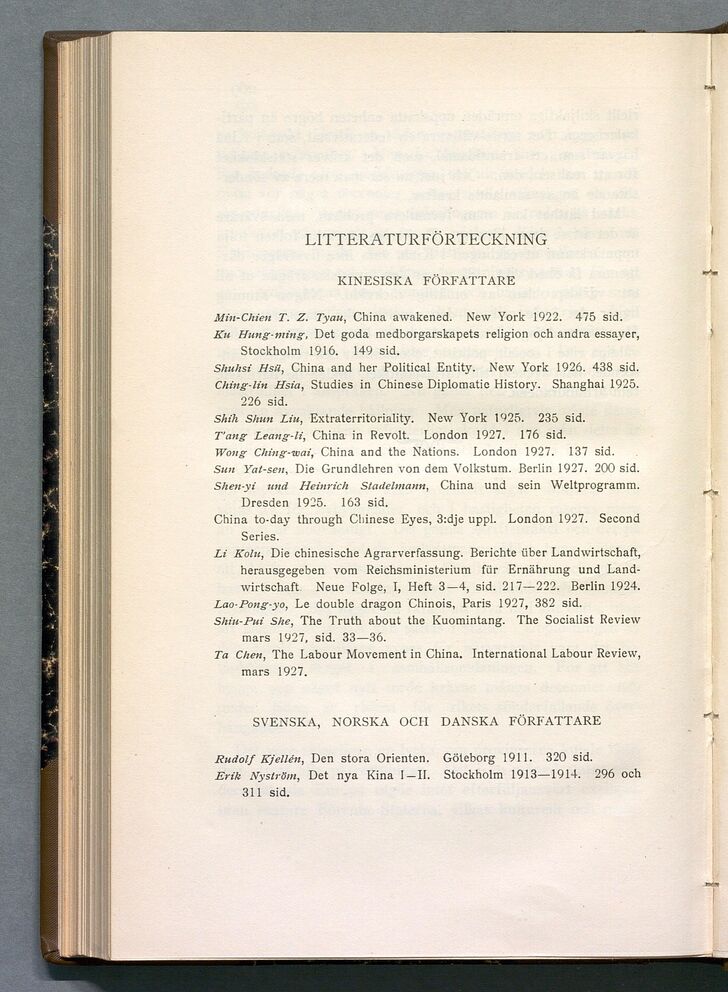 LITTERATURFÖRTECKNING
KINESISKA FÖRFATTARE
Min-Chien T. Z. Tyau, China awakened. New York 1922. 475 sid.
Ku Hung-ming, Det goda medborgarskapets religion och andra essayer,
Stockholm 1916. 149 sid.
Shuhsi Hsü, China and her Political Entity. New York 1926. 438 sid.
Ching-lin Hsia, Studies in Chinese Diplomatic History. Shanghai 1925.
226 sid.
Shih Shun Liu, Extraterritoriality. New York 1925. 235 sid.
T'ang Leang-li, China in Revolt. London 1927. 176 sid.
Wong Ching-wai, China and the Nations. London 1927. 137 sid.
Sun Yat-sen, Die Grundlehren von dem Volkstum. Berlin 1927. 200 sid.
Shen-yi und Heinrich Stadelmann, China und sein Weltprogramm.
Dresden 1925. 163 sid.
China to-day through Chinese Eyes, 3:dje uppl. London 1927. Second
Series.
Li Kolu, Die chinesische Agrarverfassung. Berichte über Landwirtschaft,
herausgegeben vom Reichsministerium für Ernährung und Land-
wirtschaft. Neue Folge, I, Heft 3—4, sid. 217—222. Berlin 1924.
Lao-Pong-yo, Le double dragon Chinois, Paris 1927, 382 sid.
Shiu-Pui She, The Truth about the Kuomintang. The Socialist Review
mars 1927, sid. 33—36.
Ta Chen, The Labour Movement in China. International Labour Review,
mars 1927.
SVENSKA, NORSKA OCH DANSKA FÖRFATTARE
Rudolf Kjellén, Den stora Orienten. Göteborg 1911. 320 sid.
Erik Nyström, Det nya Kina I—II. Stockholm 1913—1914. 296 och
311 sid.